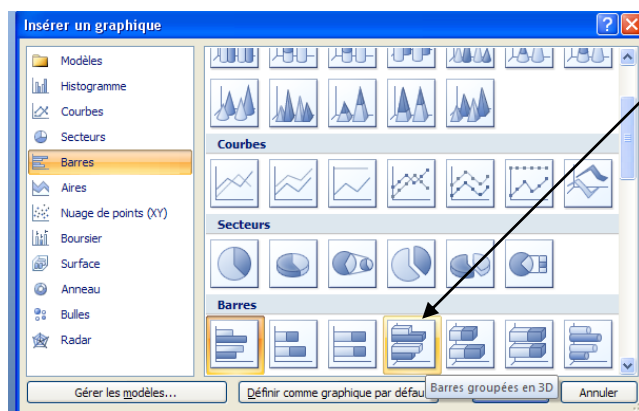 Insérer un graphique
Modèles
Histogramme
Courbes
Secteurs
Barres
Aires
Nuage de points (XY)
Boursier
Surface
Anneau
Bulles
Radar
Courbes
Secteurs
Barres
Barres groupées en 3D
Gérer les modèles...
Définir comme graphique par défau
Annuler